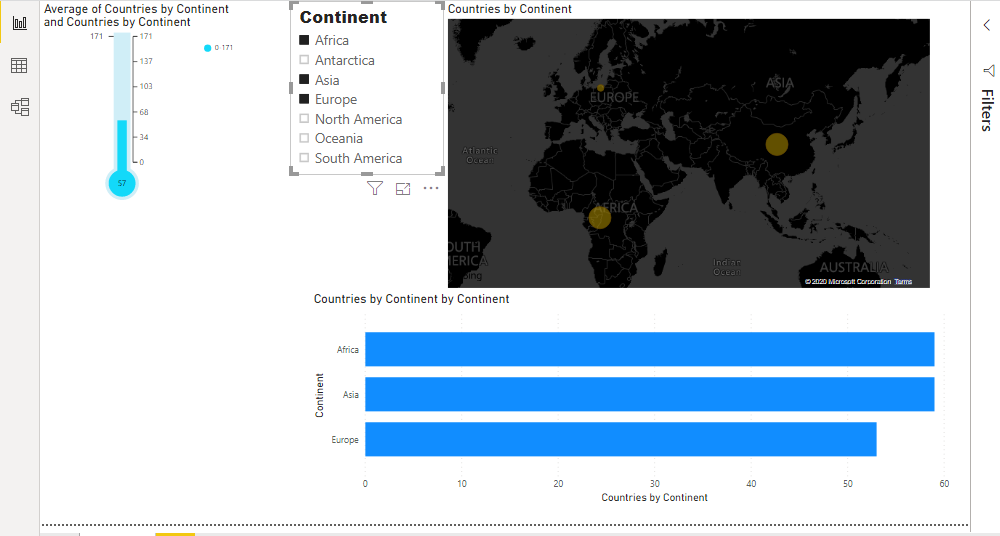 Average of Countries by Continent
and Countries by Continent
171
171
137
103
68
34
0
57
0 171
Continent
Africa
Antarctica
Asia
Europe
North America
Oceania
South America
Countries by Continent
EUROPE
ASIA
Atlantic
Ocean
AFRICA
OUTH
ERICA
Indian
Ocean
AUSTRALIA
ing
© 2020 Microsoft Corporation Terms
Filters
Countries by Continent by Continent
Continent
Africa
Asia
Europe
0
10
20
30
40
50
60
Countries by Continent